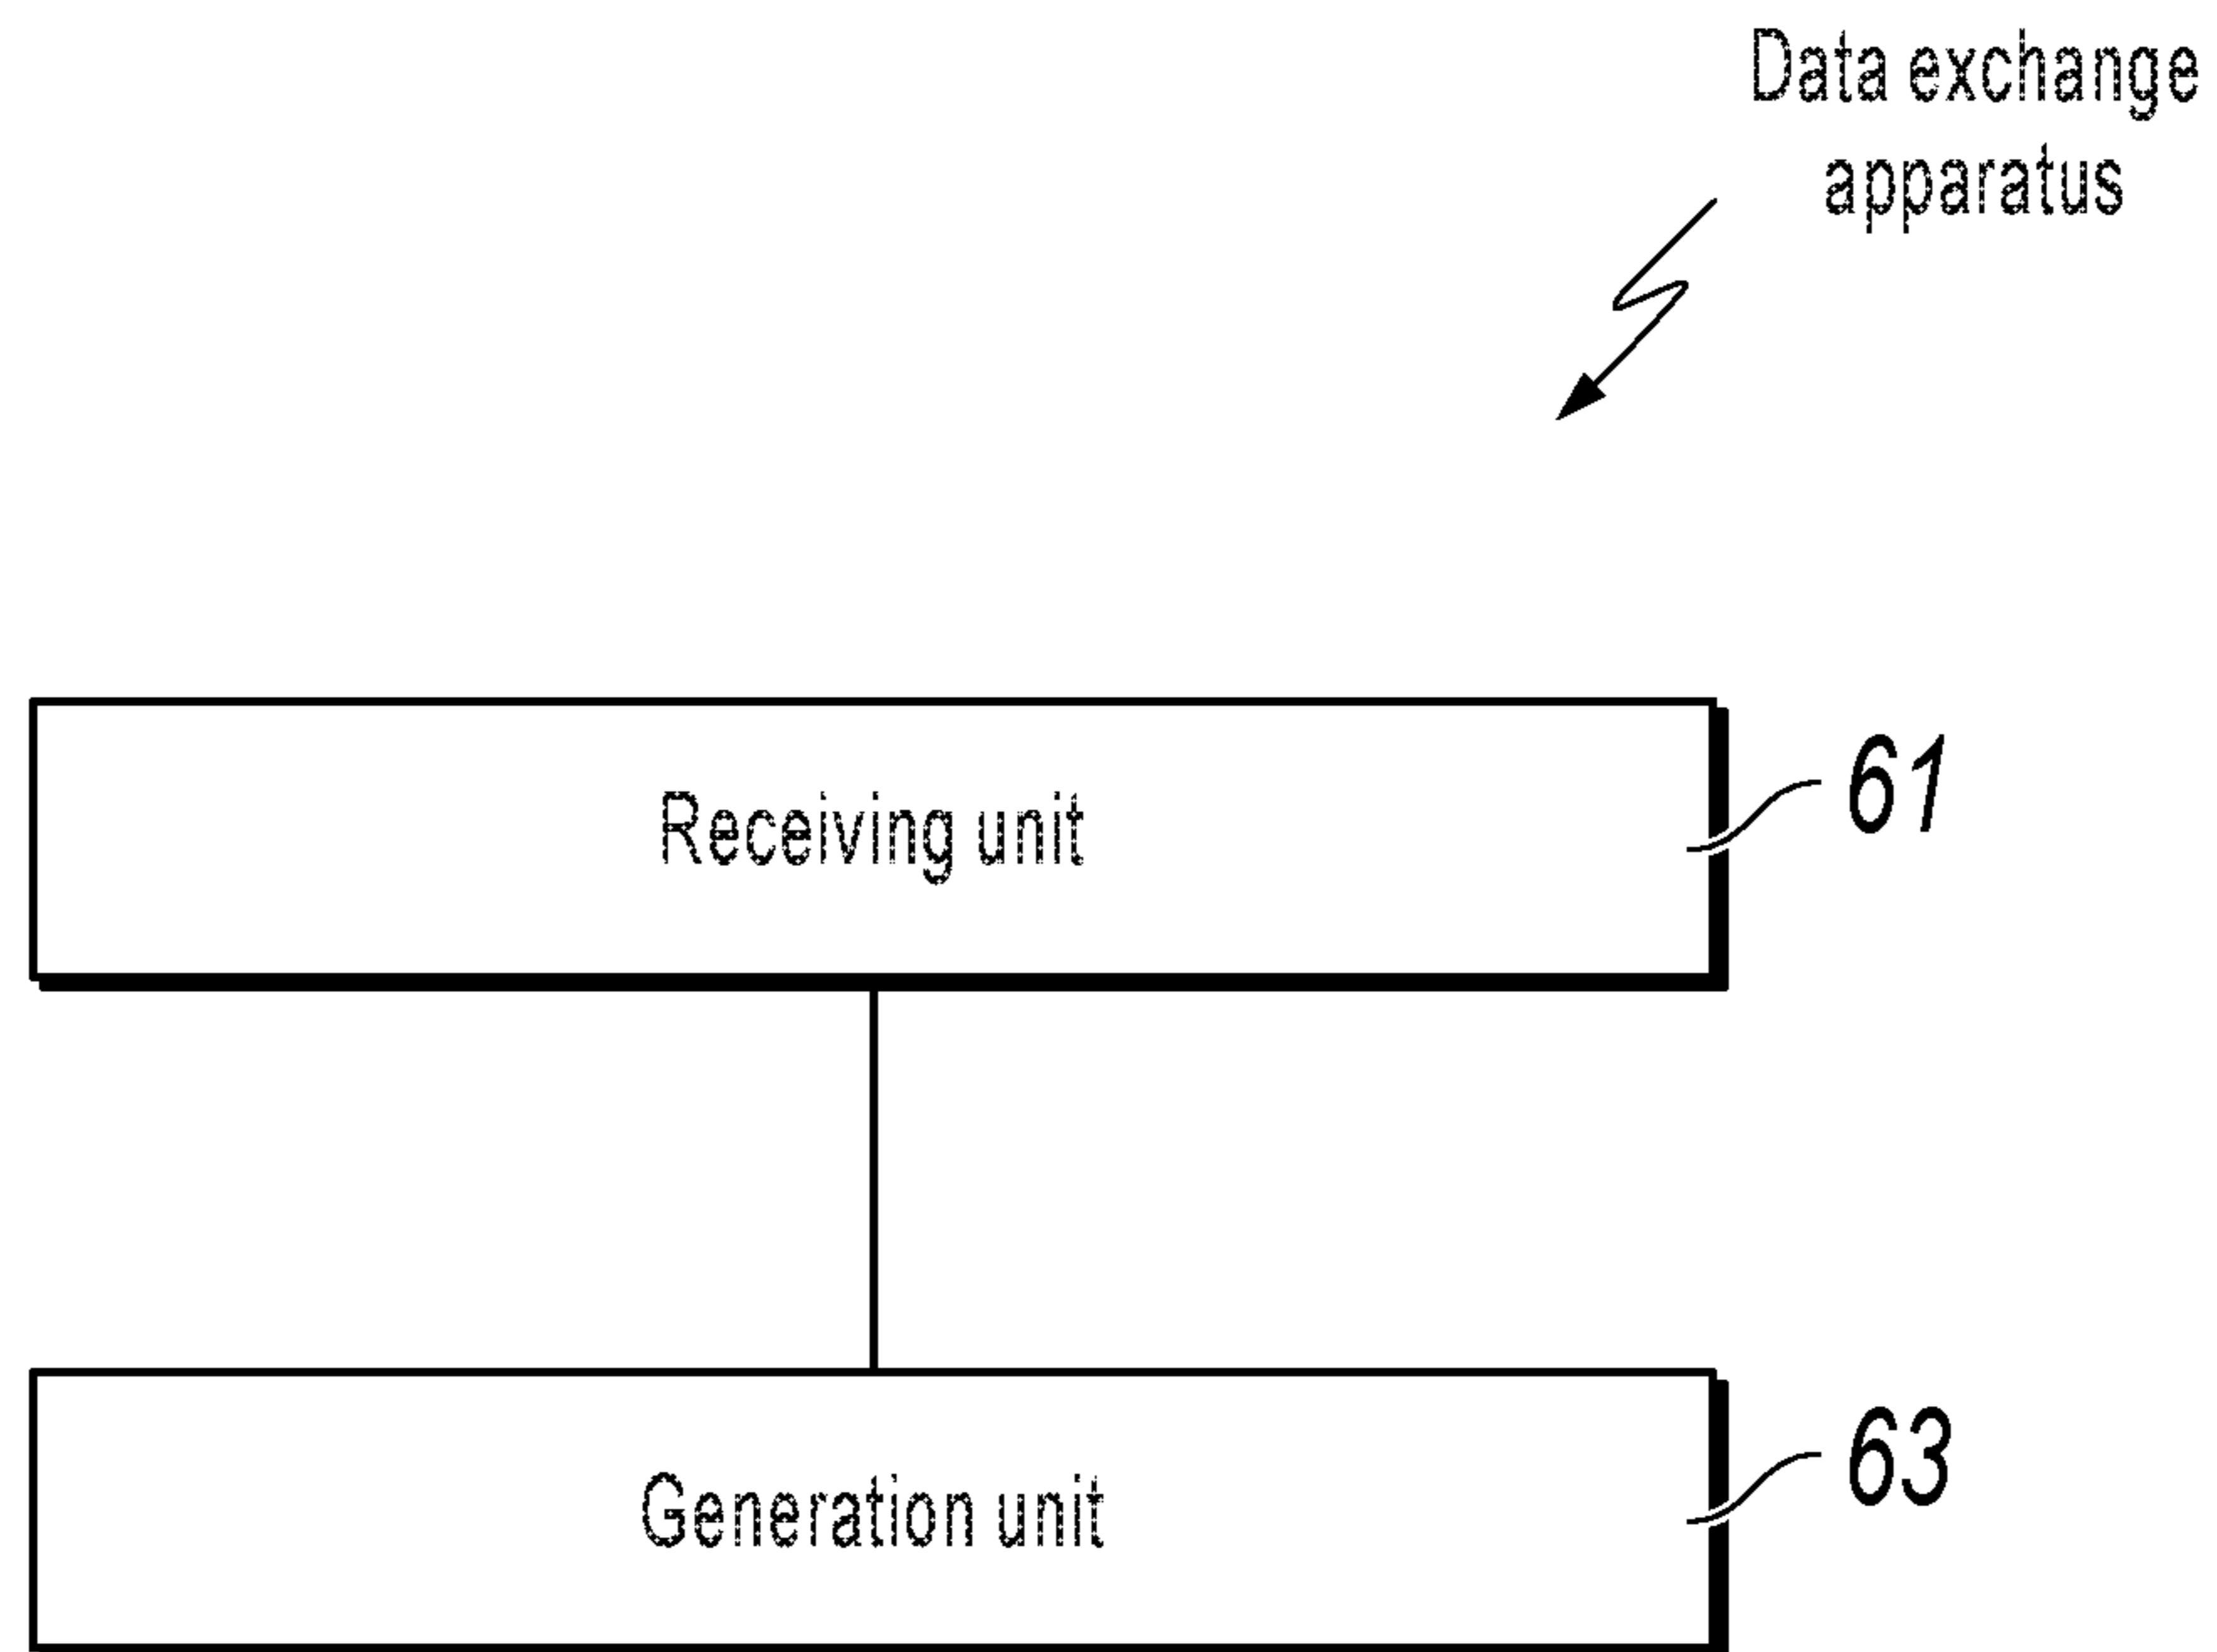 Data exchange
apparatus
Receiving unit
61
Generation unit
63